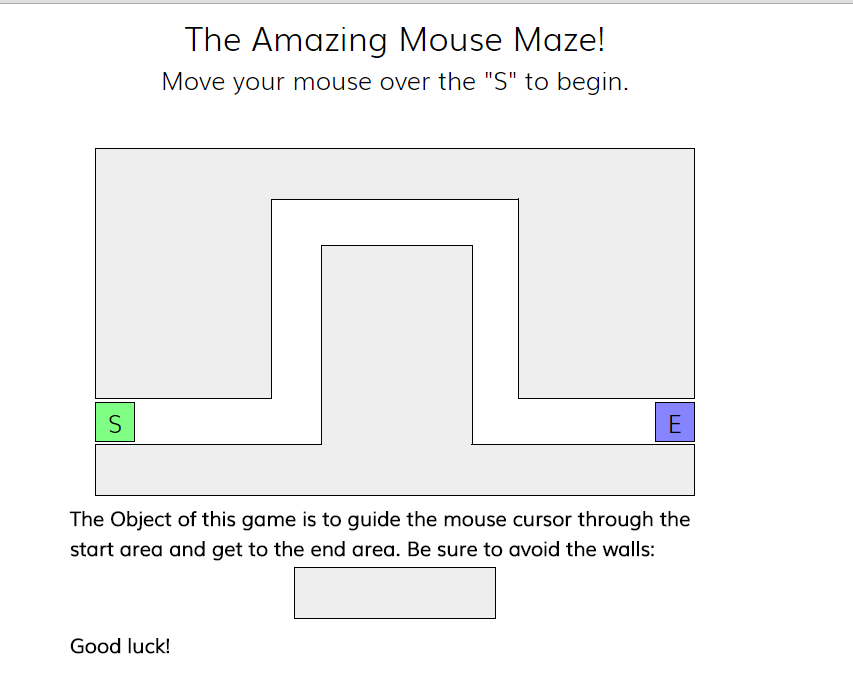 The Amazing Mouse Maze!
Move your mouse over the "S" to begin.
S
E
The Object of this game is to guide the mouse cursor through the
start area and get to the end area. Be sure to avoid the walls:
Good luck!